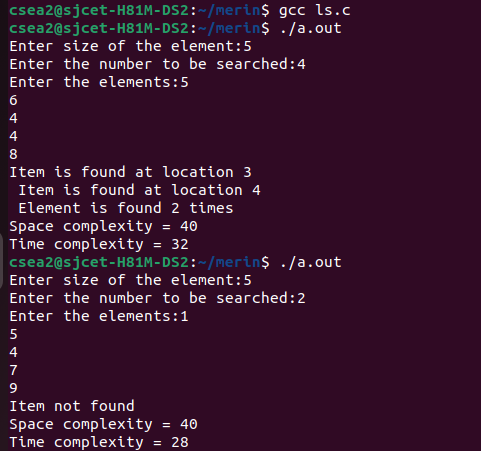 csea2@sjcet-H81M-DS2:~/merin$ gcc ls.c
csea2@sjcet-H81M-DS2:~/merin$ ./a.out
Enter size of the element:5
Enter the number to be searched:4
Enter the elements:5
6
4
4
8
Item is found at location 3
 Item is found at location 4
 Element is found 2 times
Space complexity = 40
Time complexity = 32
csea2@sjcet-H81M-DS2:~/merin$ ./a.out
Enter size of the element:5
Enter the number to be searched:2
Enter the elements:1
5
4
7
9
Item not found
Space complexity = 40
Time complexity = 28